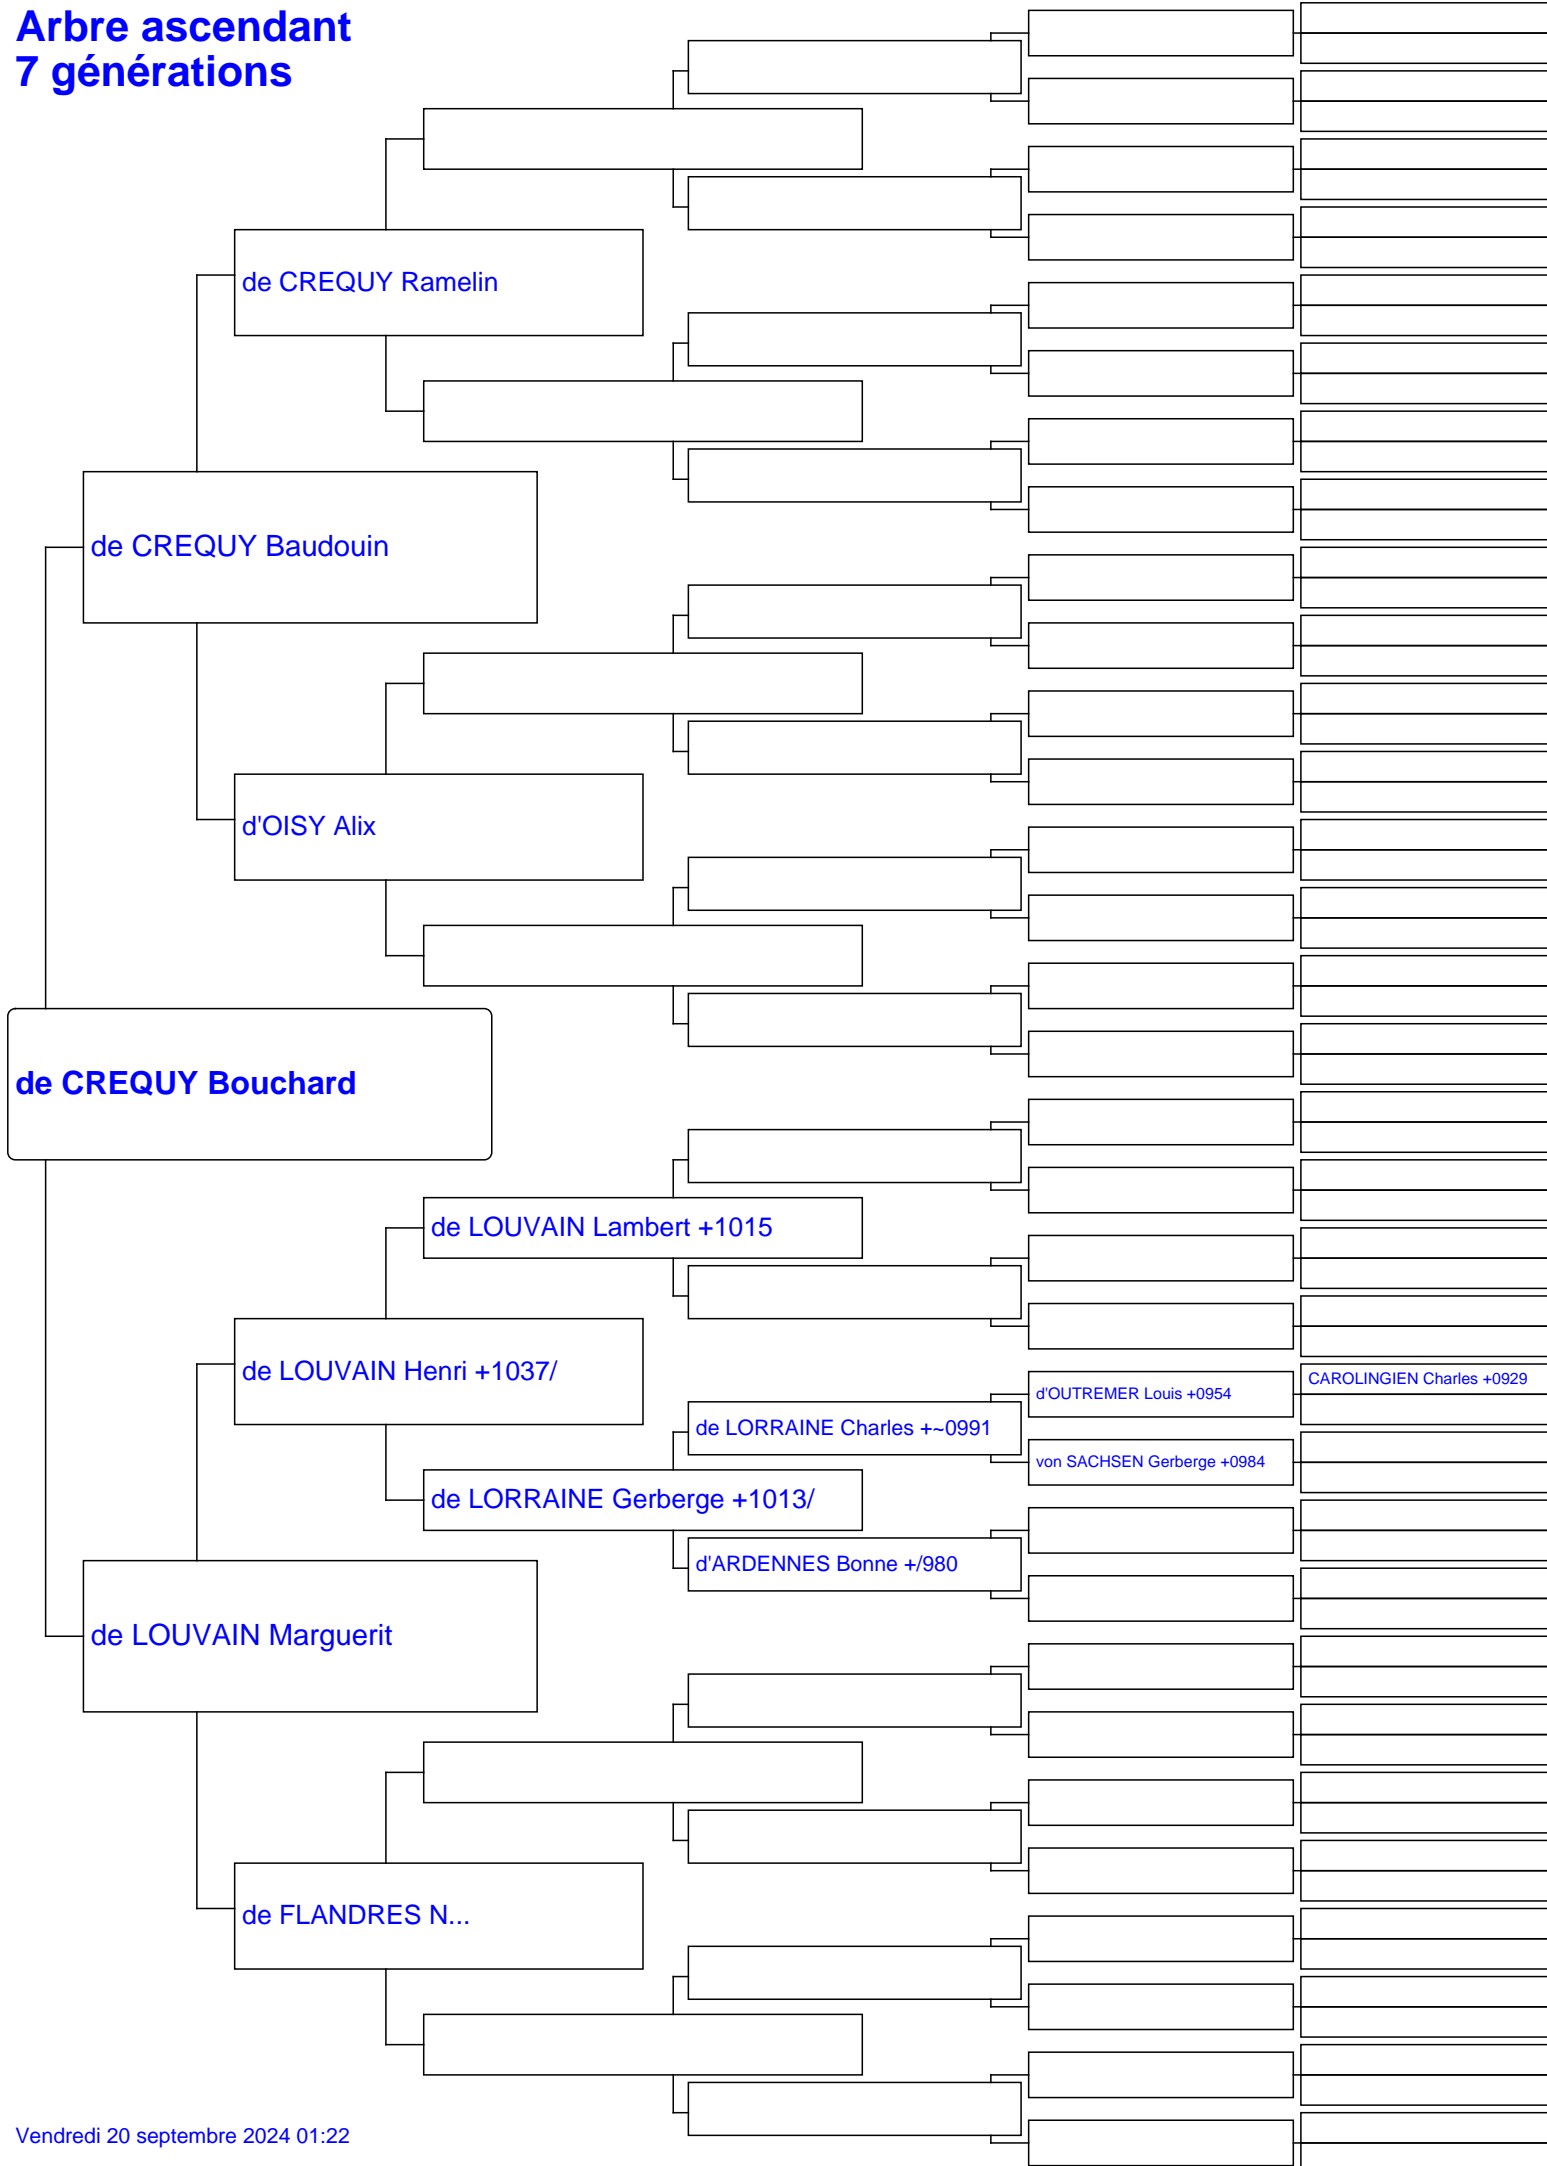 Arbre ascendant
7 générations
de CREQUY Ramelin
de CREQUY Baudouin
d'OISY Alix
de CREQUY Bouchard
de LOUVAIN Lambert +1015
de LOUVAIN Henri +1037/
CAROLINGIEN Charles +0929
d'OUTREMER Louis +0954
de LORRAINE Charles +~0991
von SACHSEN Gerberge +0984
de LORRAINE Gerberge +1013/
d'ARDENNES Bonne +/980
de LOUVAIN Marguerit
de FLANDRES N...
Vendredi 20 septembre 2024 01:22